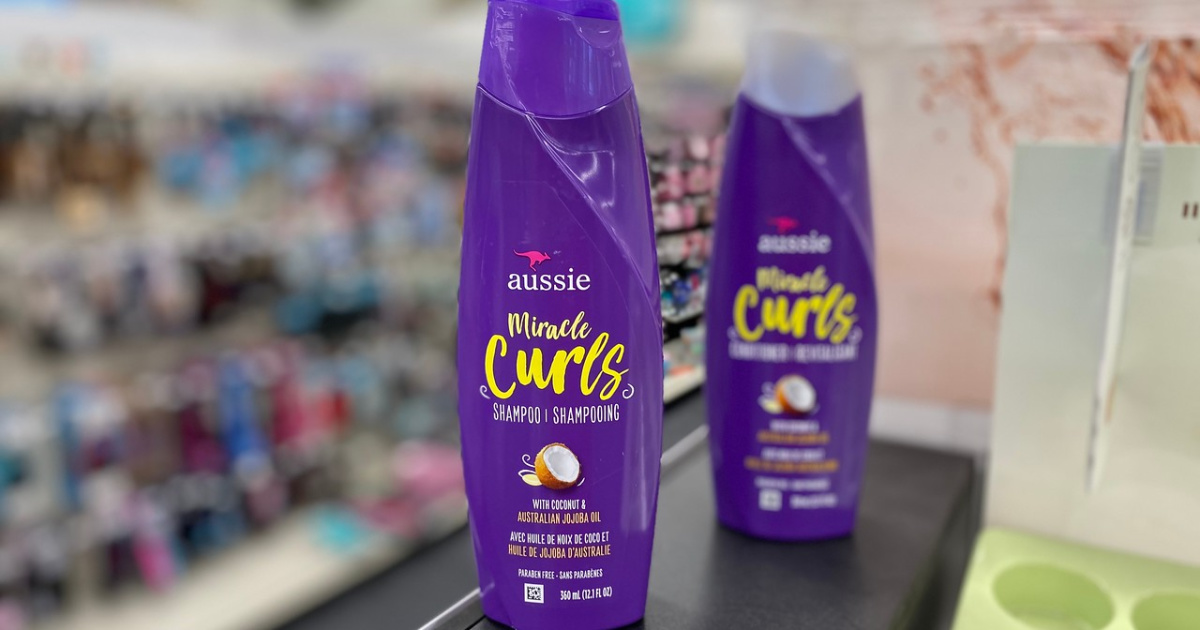 aussie
Miracle
Curls
SHAMPOO | SHAMPOOING
WITH COCONUT &
AUSTRALIAN JOJOBA OIL
AVEC HUILE DE NOIX DE COCO ET
HUILE DE JOJOBA D'AUSTRALIE
PARABEN FREE - SANS PARABÈNES
360 mL (12.1 FL OZ)
aussie
Miracle
Curls